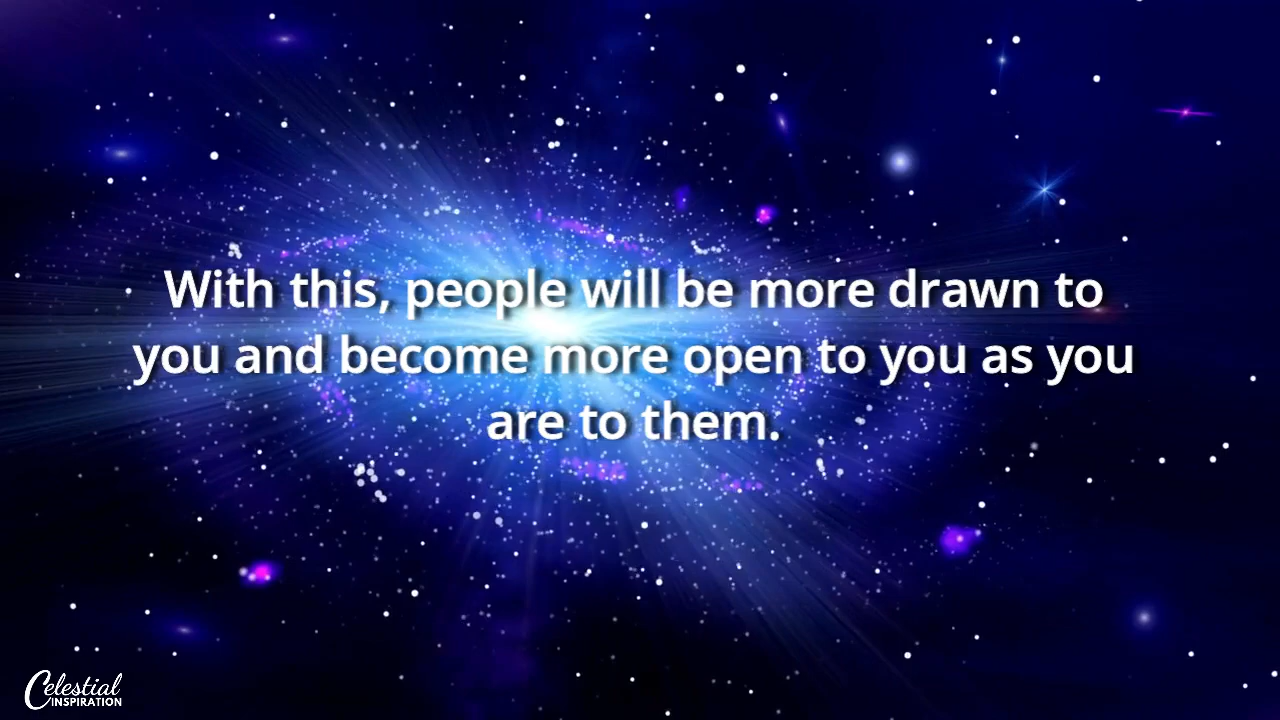 With this, people will be more drawn to
you and become more open to you as you
are to them.
Celestial
INSPIRATION